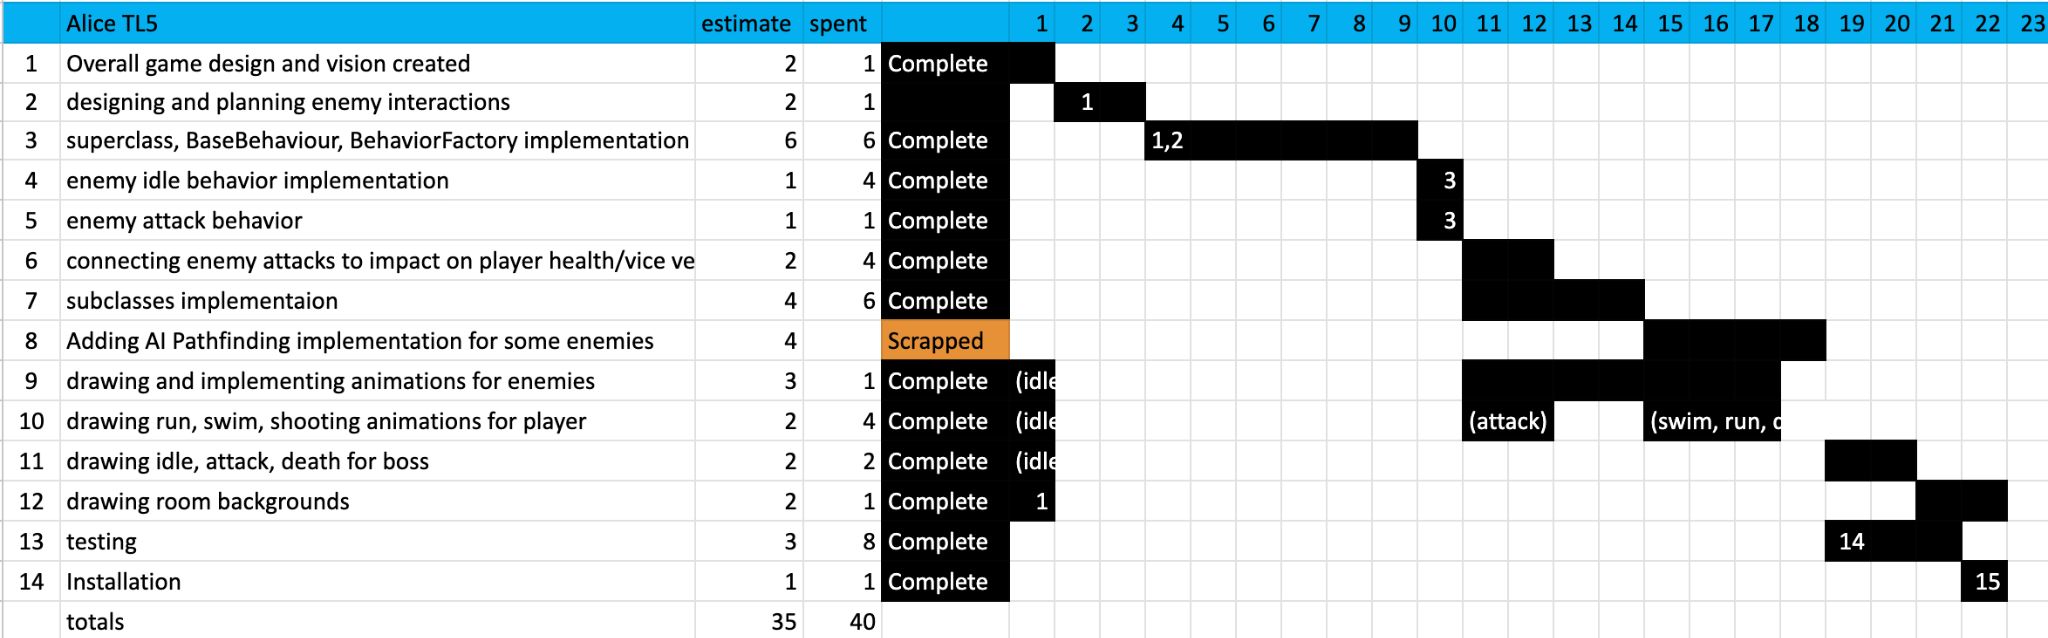 Alice TL5 estimate spent 1 2 3 4 5 6 7 8 9 10 11 12 13 14 15 16 17 18 19 20 21 22 23
1 Overall game design and vision created 2 1 Complete
2 designing and planning enemy interactions 2 1 1
3 superclass, BaseBehaviour, BehaviorFactory implementation 6 6 Complete 1,2
4 enemy idle behavior implementation 1 4 Complete 3
5 enemy attack behavior 1 1 Complete 3
6 connecting enemy attacks to impact on player health/vice ve 2 4 Complete
7 subclasses implementaion 4 6 Complete
8 Adding AI Pathfinding implementation for some enemies 4 Scrapped
9 drawing and implementing animations for enemies 3 1 Complete (idle
10 drawing run, swim, shooting animations for player 2 4 Complete (idle (attack) (swim, run,
11 drawing idle, attack, death for boss 2 2 Complete (idle
12 drawing room backgrounds 2 1 Complete 1
13 testing 3 8 Complete 14
14 Installation 1 1 Complete 15
totals 35 40